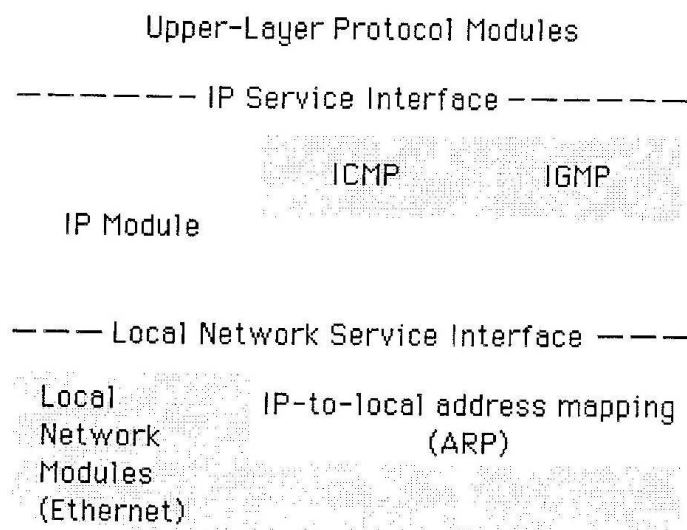 Upper-Layer Protocol Modules
------ IP Service Interface ------
ICMP IGMP
IP Module
--- Local Network Service Interface ---
Local
Network
Modules
(Ethernet)
IP-to-local address mapping
(ARP)